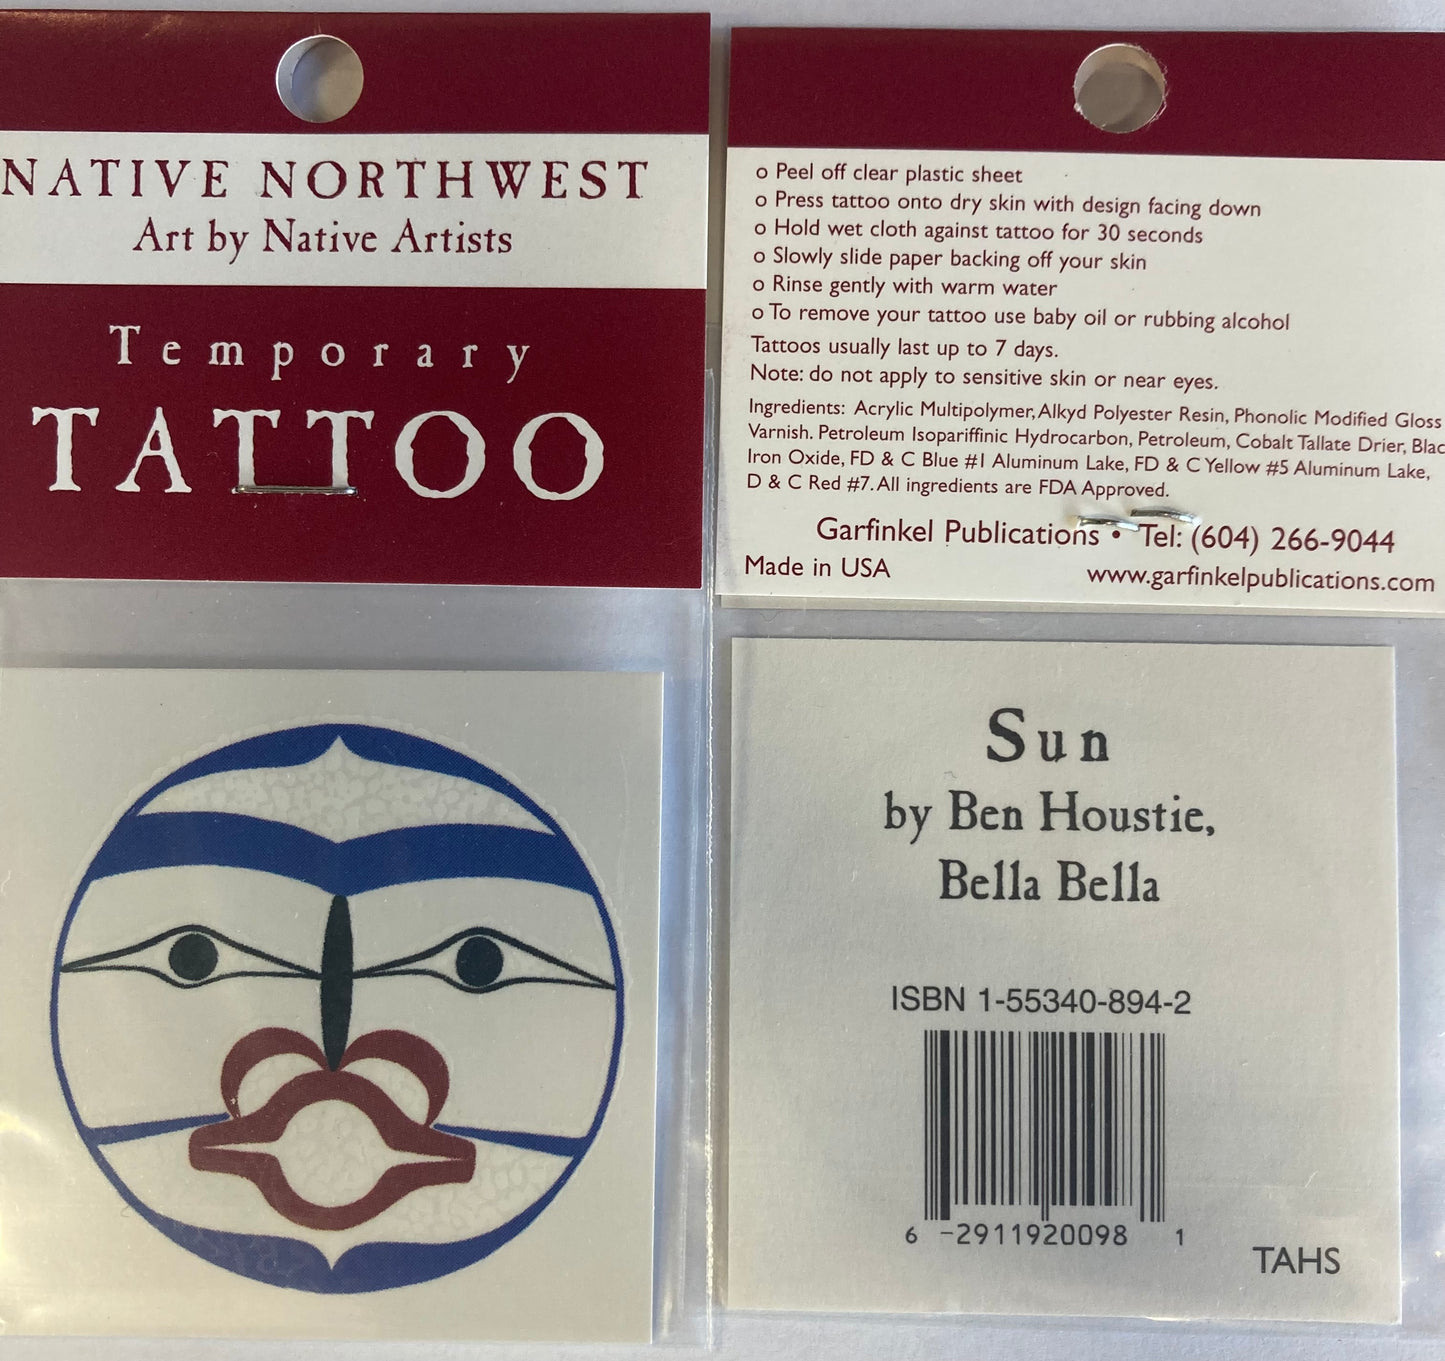 NATIVE NORTHWEST
Art by Native Artists
Temporary
TATTOO
o Peel off clear plastic sheet
o Press tattoo onto dry skin with design facing down
o Hold wet cloth against tattoo for 30 seconds
o Slowly slide paper backing off your skin
o Rinse gently with warm water
o To remove your tattoo use baby oil or rubbing alcohol
Tattoos usually last up to 7 days.
Note: do not apply to sensitive skin or near eyes.
Ingredients: Acrylic Multipolymer, Alkyd Polyester Resin, Phonolic Modified Gloss
Varnish. Petroleum Isopariffinic Hydrocarbon, Petroleum, Cobalt Tallate Drier, Blac
Iron Oxide, FD & C Blue #1 Aluminum Lake, FD & C Yellow #5 Aluminum Lake,
D & C Red #7. All ingredients are FDA Approved.
Garfinkel Publications • Tel: (604) 266-9044
Made in USA www.garfinkelpublications.com
Sun
by Ben Houstie,
Bella Bella
ISBN 1-55340-894-2
6 -2911920098 1
TAHS